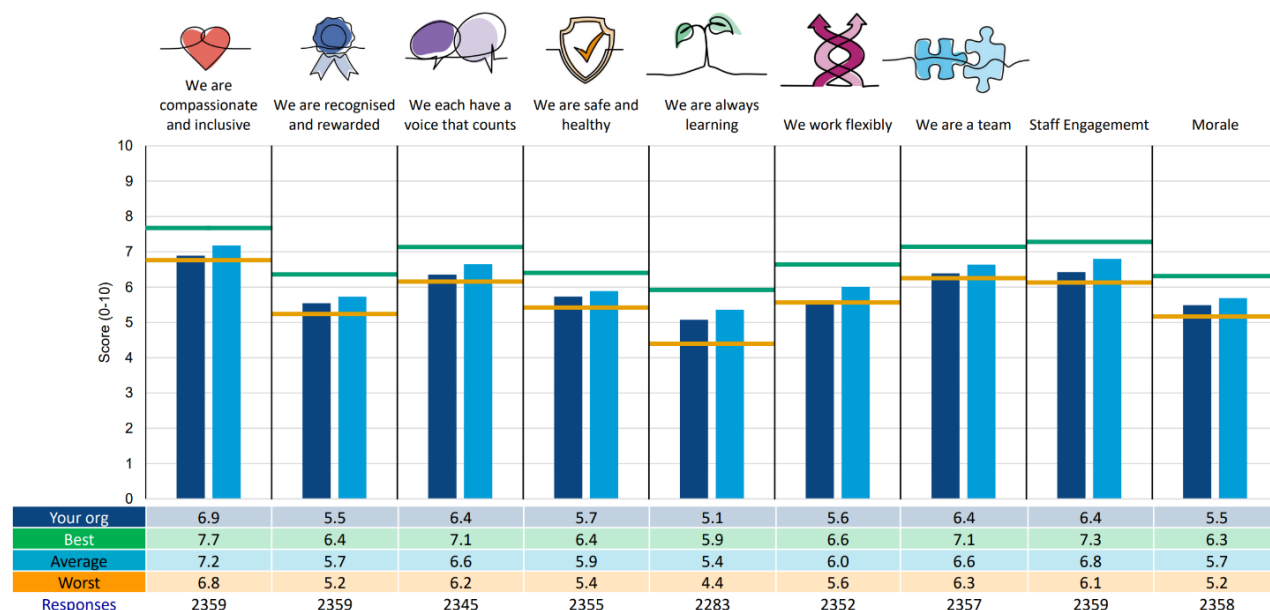 We are
compassionate
and inclusive
We are recognised
and rewarded
We each have a
voice that counts
We are safe and
healthy
We are always
learning
We work flexibly
We are a team
Staff Engagememt
Morale
Score (0-10)
10
9
8
7
6
5
4
3
2
1
0
Your org 6.9 5.5 6.4 5.7 5.1 5.6 6.4 6.4 5.5
Best 7.7 6.4 7.1 6.4 5.9 6.6 7.1 7.3 6.3
Average 7.2 5.7 6.6 5.9 5.4 6.0 6.6 6.8 5.7
Worst 6.8 5.2 6.2 5.4 4.4 5.6 6.3 6.1 5.2
Responses 2359 2359 2345 2355 2283 2352 2357 2359 2358